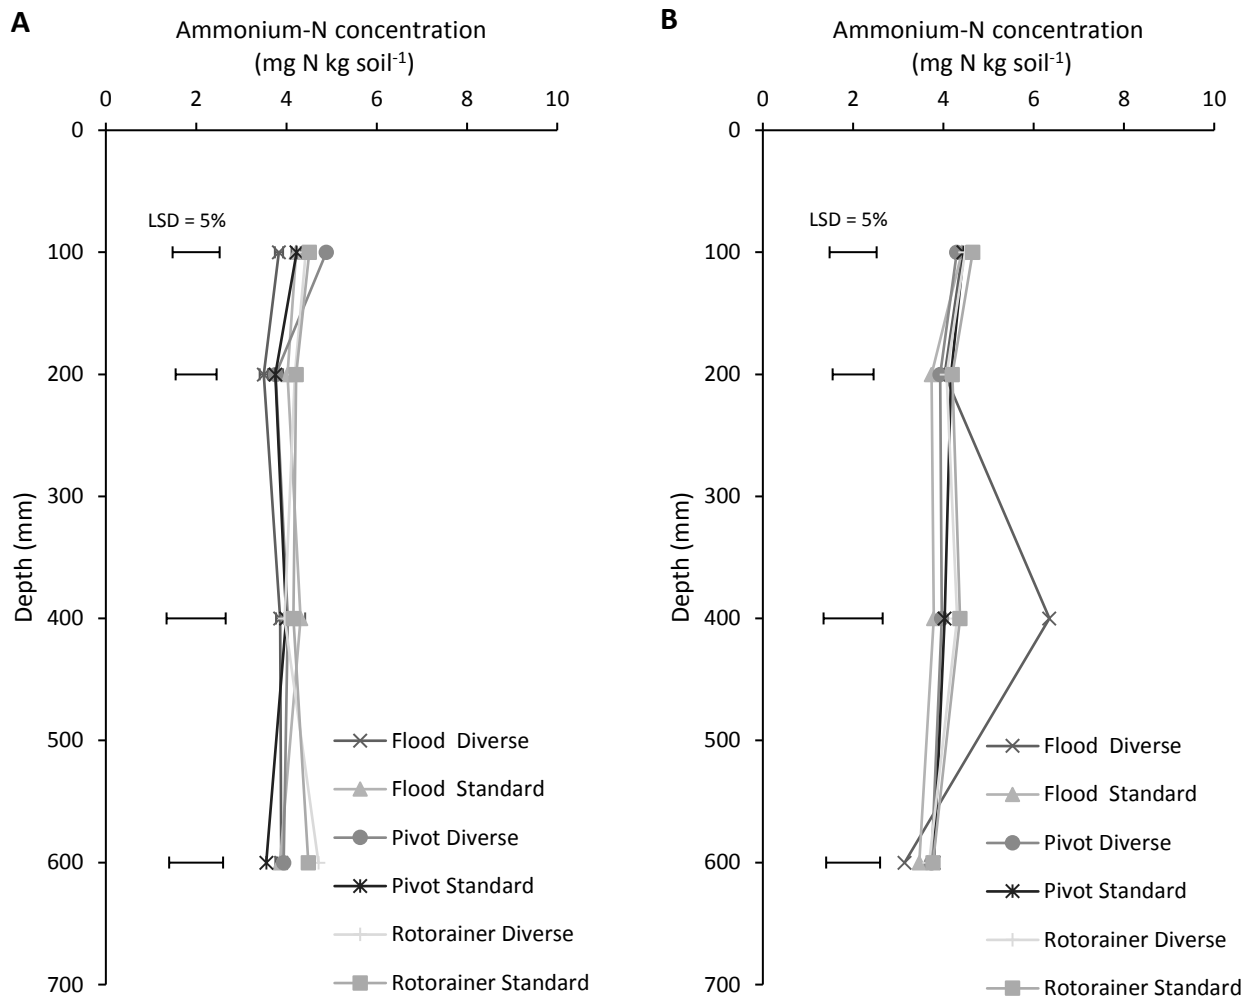 A
Ammonium-N concentration
(mg N kg soil⁻¹)
0 2 4 6 8 10
0
LSD = 5%
100
200
300
400
500
600
700
Depth (mm)
Flood Diverse
Flood Standard
Pivot Diverse
Pivot Standard
Rotorainer Diverse
Rotorainer Standard
B
Ammonium-N concentration
(mg N kg soil⁻¹)
0 2 4 6 8 10
0
LSD = 5%
100
200
300
400
500
600
700
Depth (mm)
Flood Diverse
Flood Standard
Pivot Diverse
Pivot Standard
Rotorainer Diverse
Rotorainer Standard